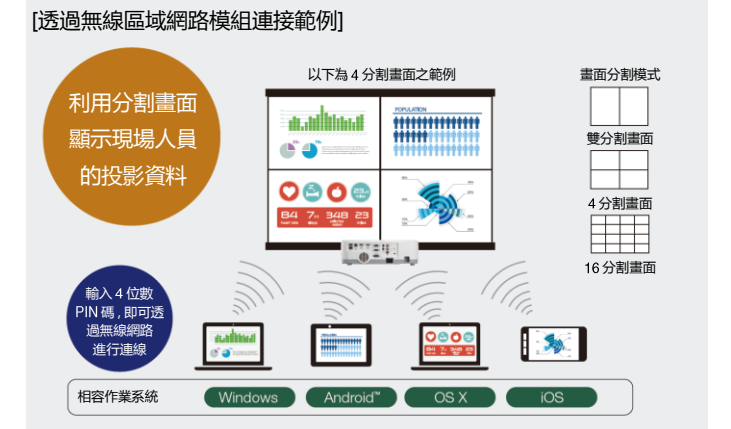 [透過無線區域網路模組連接範例]
利用分割畫面
顯示現場人員
的投影資料
以下為 4 分割畫面之範例
POPULATION
84 7H 348 23
畫面分割模式
雙分割畫面
4 分割畫面
16 分割畫面
輸入 4 位數
PIN 碼 , 即可透
過無線網路
進行連線
84 7H 348 23
相容作業系統
Windows
Android™
OS X
iOS